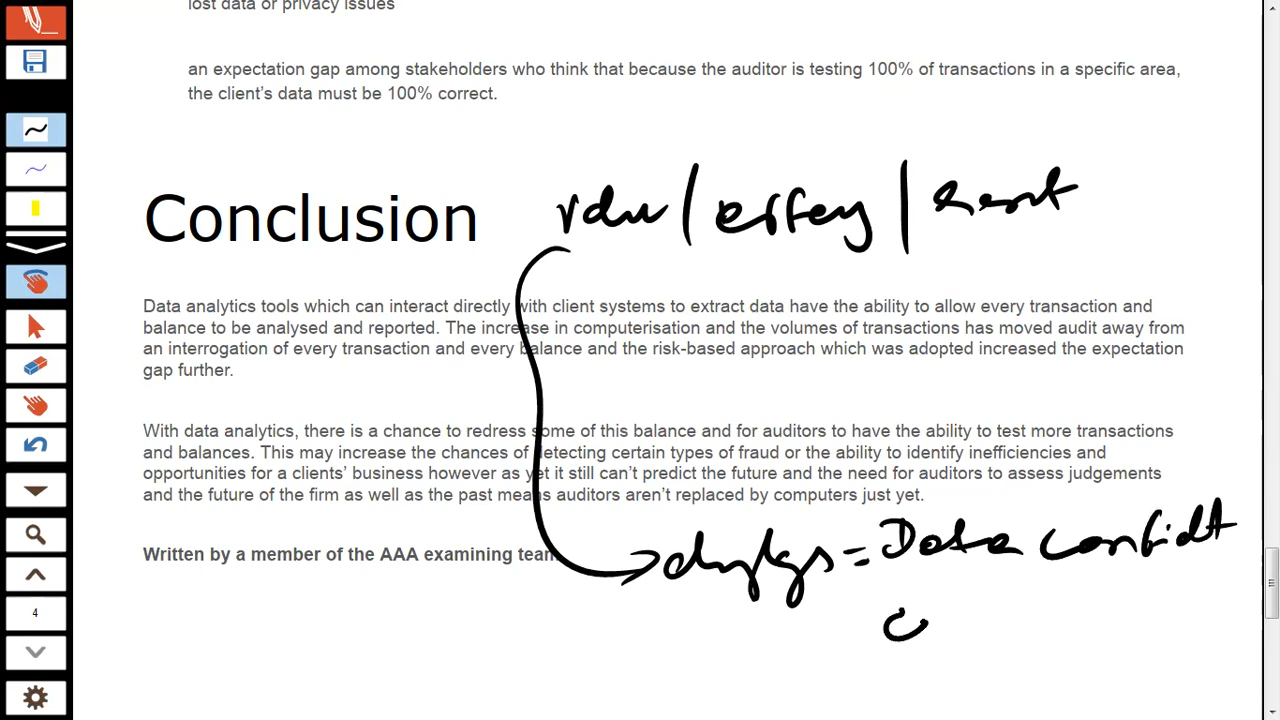 lost data or privacy issues
an expectation gap among stakeholders who think that because the auditor is testing 100% of transactions in a specific area,
the client's data must be 100% correct.
Conclusion
Data analytics tools which can interact directly with client systems to extract data have the ability to allow every transaction and
balance to be analysed and reported. The increase in computerisation and the volumes of transactions has moved audit away from
an interrogation of every transaction and every balance and the risk-based approach which was adopted increased the expectation
gap further.
With data analytics, there is a chance to redress some of this balance and for auditors to have the ability to test more transactions
and balances. This may increase the chances of detecting certain types of fraud or the ability to identify inefficiencies and
opportunities for a clients' business however as yet it still can't predict the future and the need for auditors to assess judgements
and the future of the firm as well as the past means auditors aren't replaced by computers just yet.
Written by a member of the AAA examining team
= Data
4